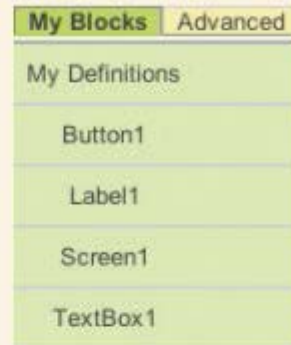 My Blocks Advanced
My Definitions
Button1
Label1
Screen1
TextBox1